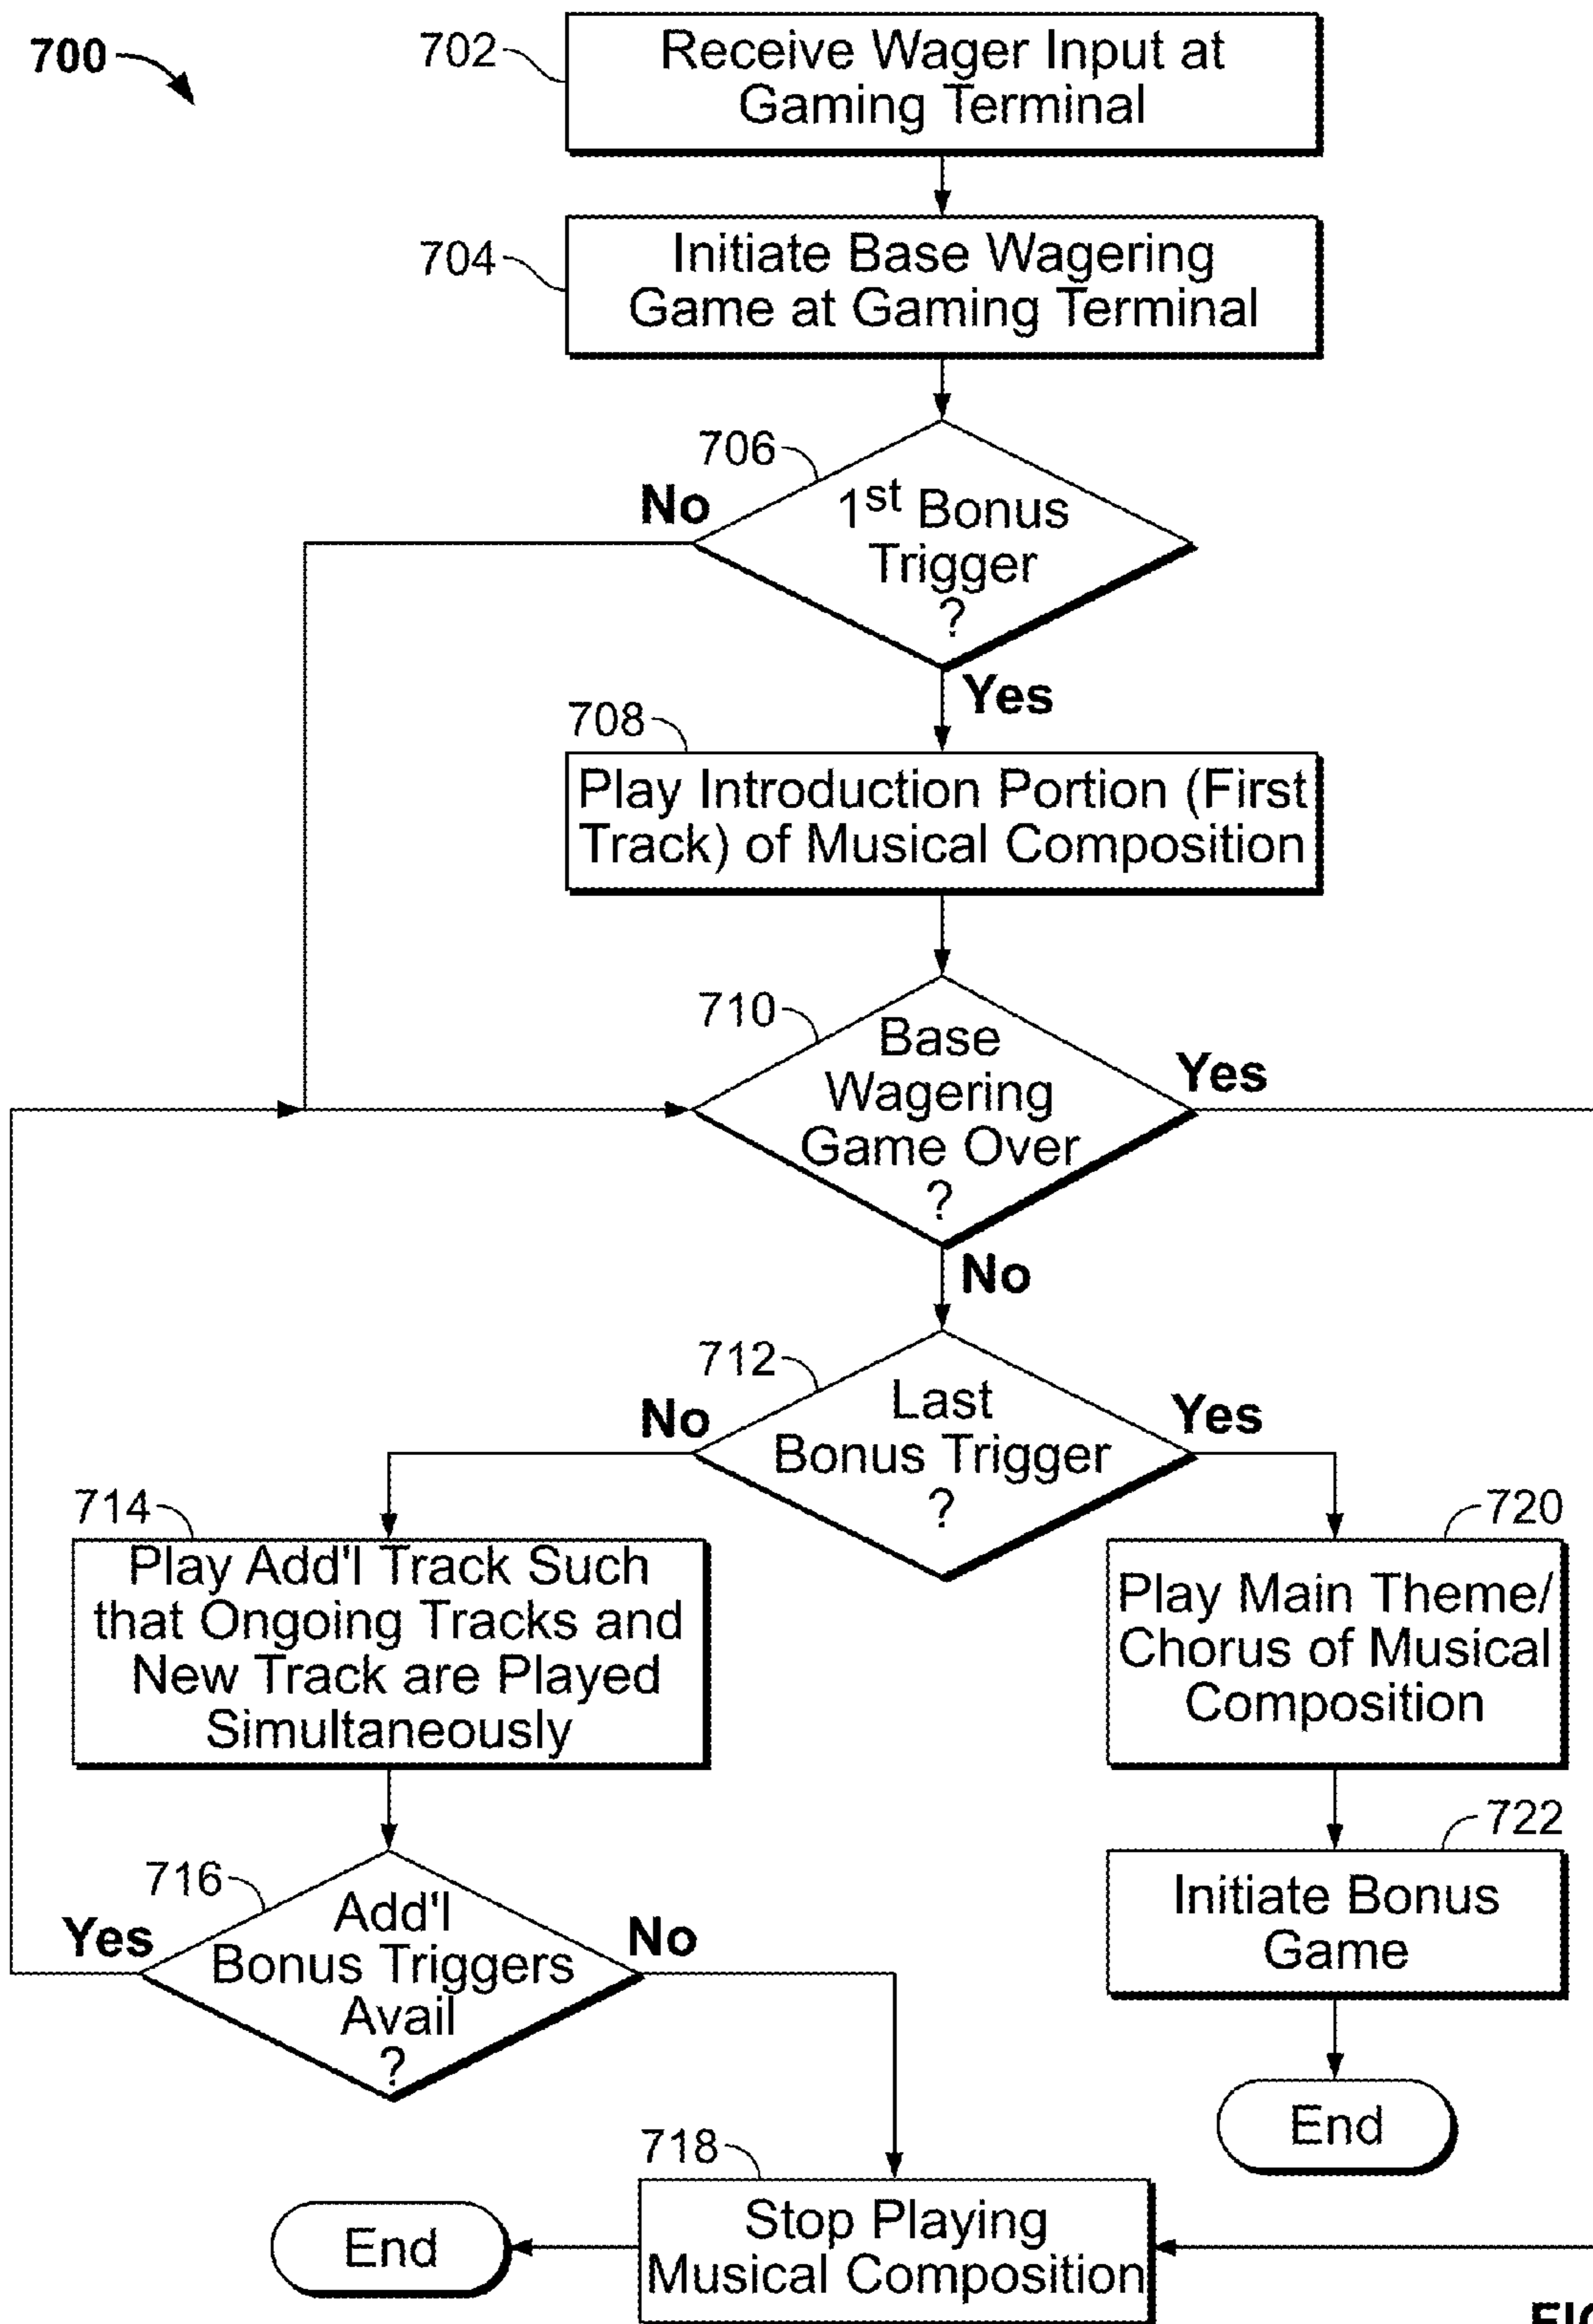 700
702
Receive Wager Input at
Gaming Terminal
704
Initiate Base Wagering
Game at Gaming Terminal
706
No
1st Bonus
Trigger
?
Yes
708
Play Introduction Portion (First
Track) of Musical Composition
710
Base
Wagering
Game Over
?
Yes
No
712
No
Last
Bonus Trigger
?
Yes
714
Play Add'l Track Such
that Ongoing Tracks and
New Track are Played
Simultaneously
720
Play Main Theme/
Chorus of Musical
Composition
716
Yes
Add'l
Bonus Triggers
Avail
?
No
722
Initiate Bonus
Game
End
718
Stop Playing
Musical Composition
End